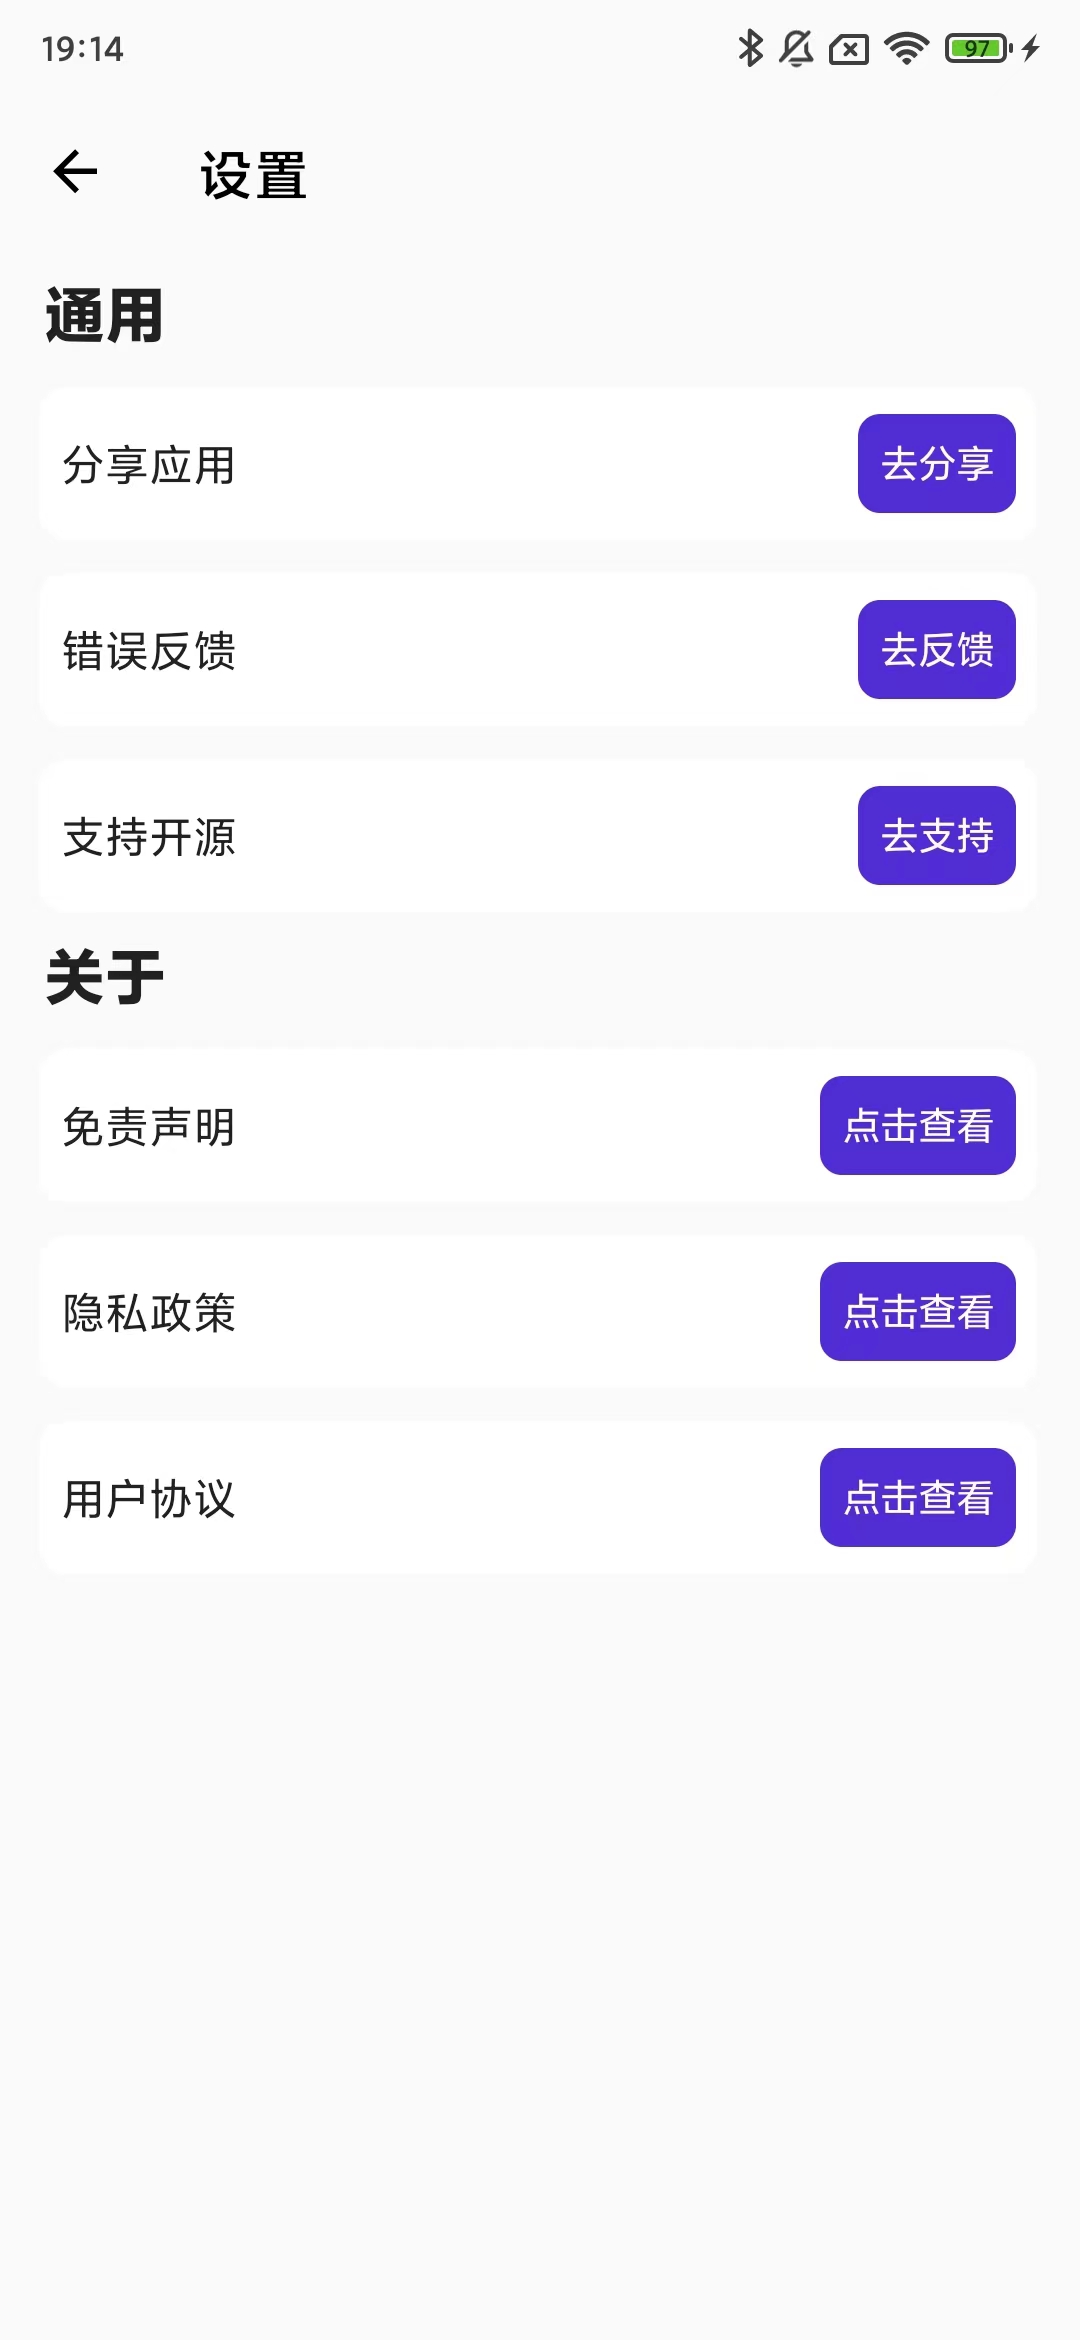 19:14
97
设置
通用
分享应用
去分享
错误反馈
去反馈
支持开源
去支持
关于
免责声明
点击查看
隐私政策
点击查看
用户协议
点击查看